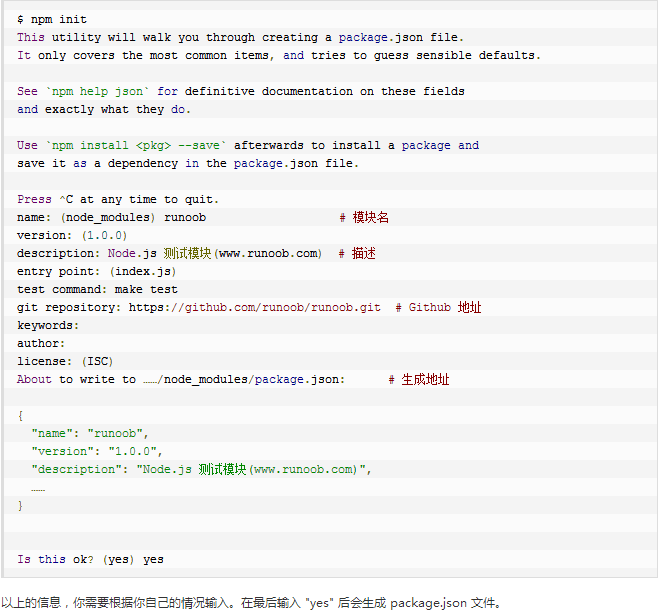 $ npm init
This utility will walk you through creating a package.json file.
It only covers the most common items, and tries to guess sensible defaults.
See `npm help json` for definitive documentation on these fields
and exactly what they do.
Use `npm install <pkg> --save` afterwards to install a package and
save it as a dependency in the package.json file.
Press ^C at any time to quit.
name: (node_modules) runoob # 模块名
version: (1.0.0)
description: Node.js 测试模块(www.runoob.com) # 描述
entry point: (index.js)
test command: make test
git repository: https://github.com/runoob/runoob.git # Github 地址
keywords:
author:
license: (ISC)
About to write to ……/node_modules/package.json: # 生成地址
{
"name": "runoob",
"version": "1.0.0",
"description": "Node.js 测试模块(www.runoob.com)",
……
}
Is this ok? (yes) yes
以上的信息，你需要根据你自己的情况输入。在最后输入 "yes" 后会生成 package.json 文件。